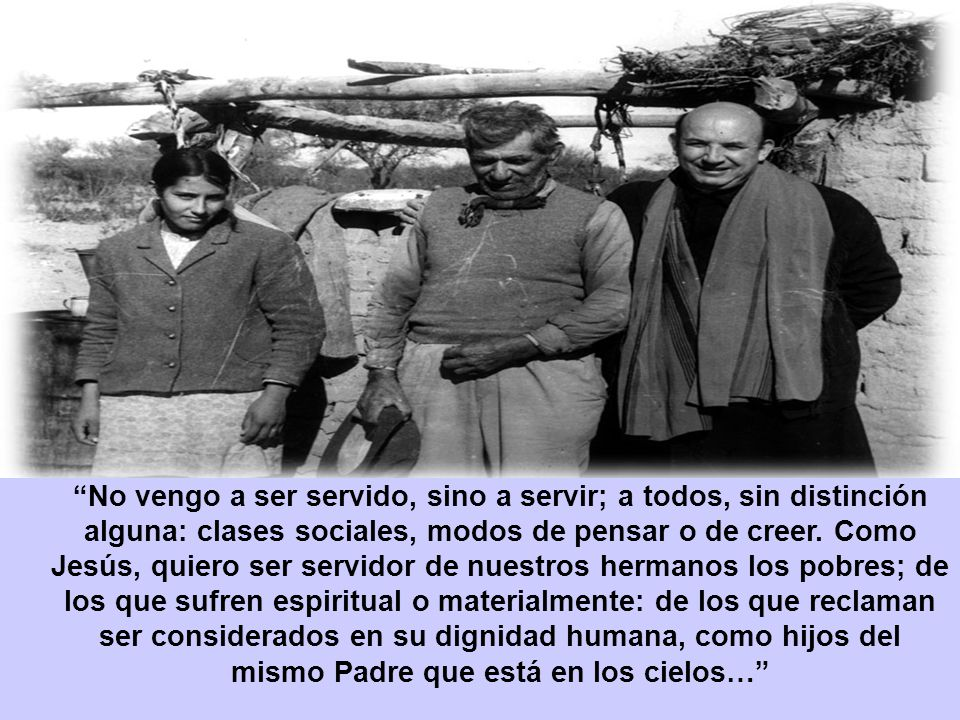 “No vengo a ser servido, sino a servir; a todos, sin distinción
alguna: clases sociales, modos de pensar o de creer. Como
Jesús, quiero ser servidor de nuestros hermanos los pobres; de
los que sufren espiritual o materialmente: de los que reclaman
ser considerados en su dignidad humana, como hijos del
mismo Padre que está en los cielos…”